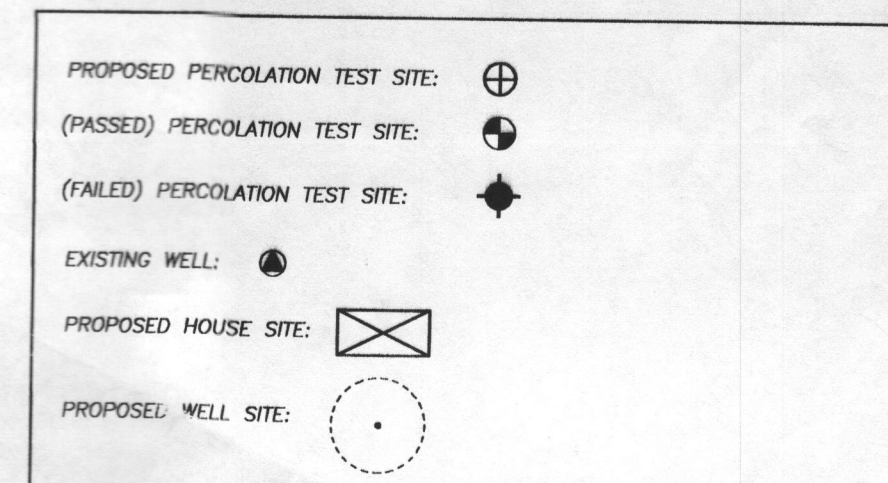 PROPOSED PERCOLATION TEST SITE:
(PASSED) PERCOLATION TEST SITE:
(FAILED) PERCOLATION TEST SITE:
EXISTING WELL:
PROPOSED HOUSE SITE:
PROPOSED WELL SITE: